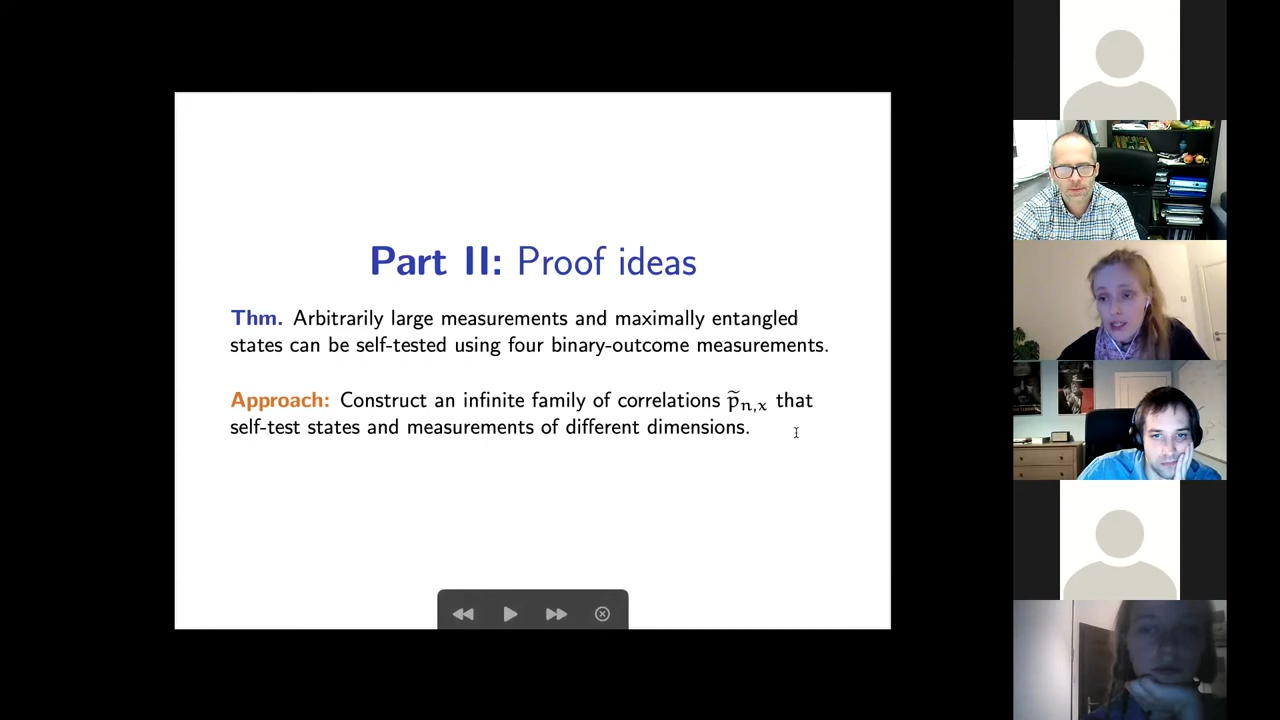 Part II: Proof ideas
Thm. Arbitrarily large measurements and maximally entangled
states can be self-tested using four binary-outcome measurements.
Approach: Construct an infinite family of correlations p̃ₙ,ₓ that
self-test states and measurements of different dimensions.